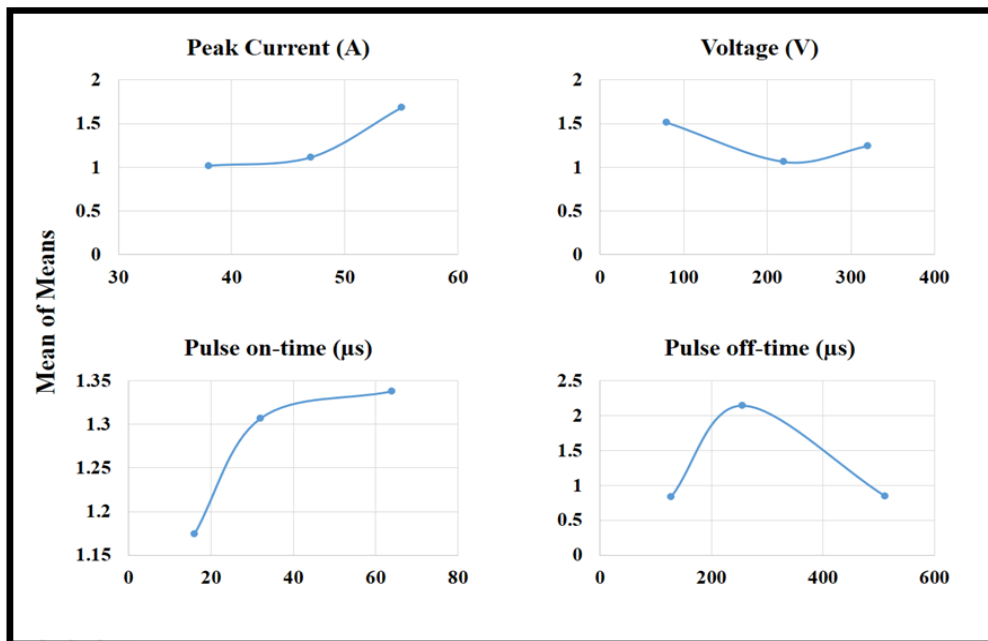 Peak Current (A)
2
1.5
1
0.5
0
30 40 50 60
Voltage (V)
2
1.5
1
0.5
0
0 100 200 300 400
Mean of Means
Pulse on-time (µs)
1.35
1.3
1.25
1.2
1.15
0 20 40 60 80
Pulse off-time (µs)
2.5
2
1.5
1
0.5
0
0 200 400 600